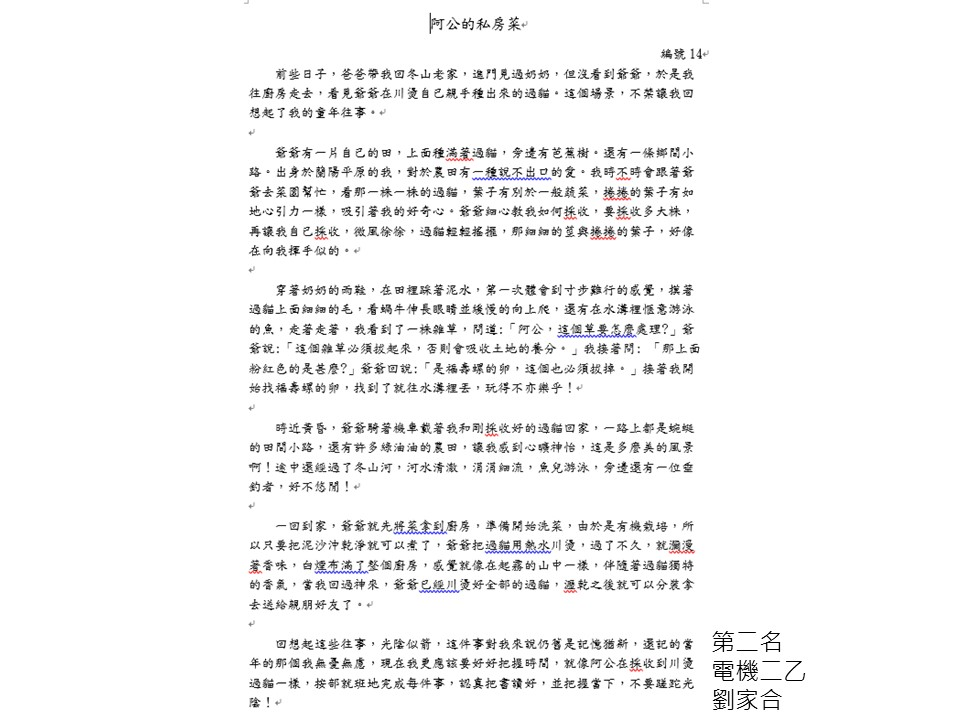 阿公的私房菜
編號 14
前些日子，爸爸帶我回冬山老家，進門見過奶奶，但沒看到爺爺，於是我
往廚房走去，看見爺爺在川燙自己親手種出來的過貓。這個場景，不禁讓我回
想起了我的童年往事。
爺爺有一片自己的田，上面種滿著過貓，旁邊有芭蕉樹。還有一條鄉間小
路。出身於蘭陽平原的我，對於農田有一種說不出口的愛。我時不時會跟著爺
爺去菜園幫忙，看那一株一株的過貓，葉子有別於一般蔬菜，捲捲的葉子有如
地心引力一樣，吸引著我的好奇心。爺爺細心教我如何採收，要採收多大株，
再讓我自己採收，微風徐徐，過貓輕輕搖擺，那細細的莖與捲捲的葉子，好像
在向我揮手似的。
穿著奶奶的雨鞋，在田裡踩著泥水，第一次體會到寸步難行的感覺，摸著
過貓上面細細的毛，看蝸牛伸長眼睛並緩慢的向上爬，還有在水溝裡愜意游泳
的魚，走著走著，我看到了一株雜草，問道:「阿公，這個草要怎麼處理?」爺
爺說:「這個雜草必須拔起來，否則會吸收土地的養分。」我接著問: 「那上面
粉紅色的是甚麼?」爺爺回說:「是福壽螺的卵，這個也必須拔掉。」接著我開
始找福壽螺的卵，找到了就往水溝裡丟，玩得不亦樂乎！
時近黃昏，爺爺騎著機車載著我和剛採收好的過貓回家，一路上都是蜿蜒
的田間小路，還有許多綠油油的農田，讓我感到心曠神怡，這是多麼美的風景
啊！途中還經過了冬山河，河水清澈，涓涓細流，魚兒游泳，旁邊還有一位垂
釣者，好不悠閒！
一回到家，爺爺就先將菜拿到廚房，準備開始洗菜，由於是有機栽培，所
以只要把泥沙沖乾淨就可以煮了，爺爺把過貓用熱水川燙，過了不久，就瀰漫
著香味，白煙布滿了整個廚房，感覺就像在起霧的山中一樣，伴隨著過貓獨特
的香氣，當我回過神來，爺爺已經川燙好全部的過貓，瀝乾之後就可以分裝拿
去送給親朋好友了。
回想起這些往事，光陰似箭，這件事對我來說仍舊是記憶猶新，還記的當
年的那個我無憂無慮，現在我更應該要好好把握時間，就像阿公在採收到川燙
過貓一樣，按部就班地完成每件事，認真把書讀好，並把握當下，不要蹉跎光
陰！
第二名
電機二乙
劉家合